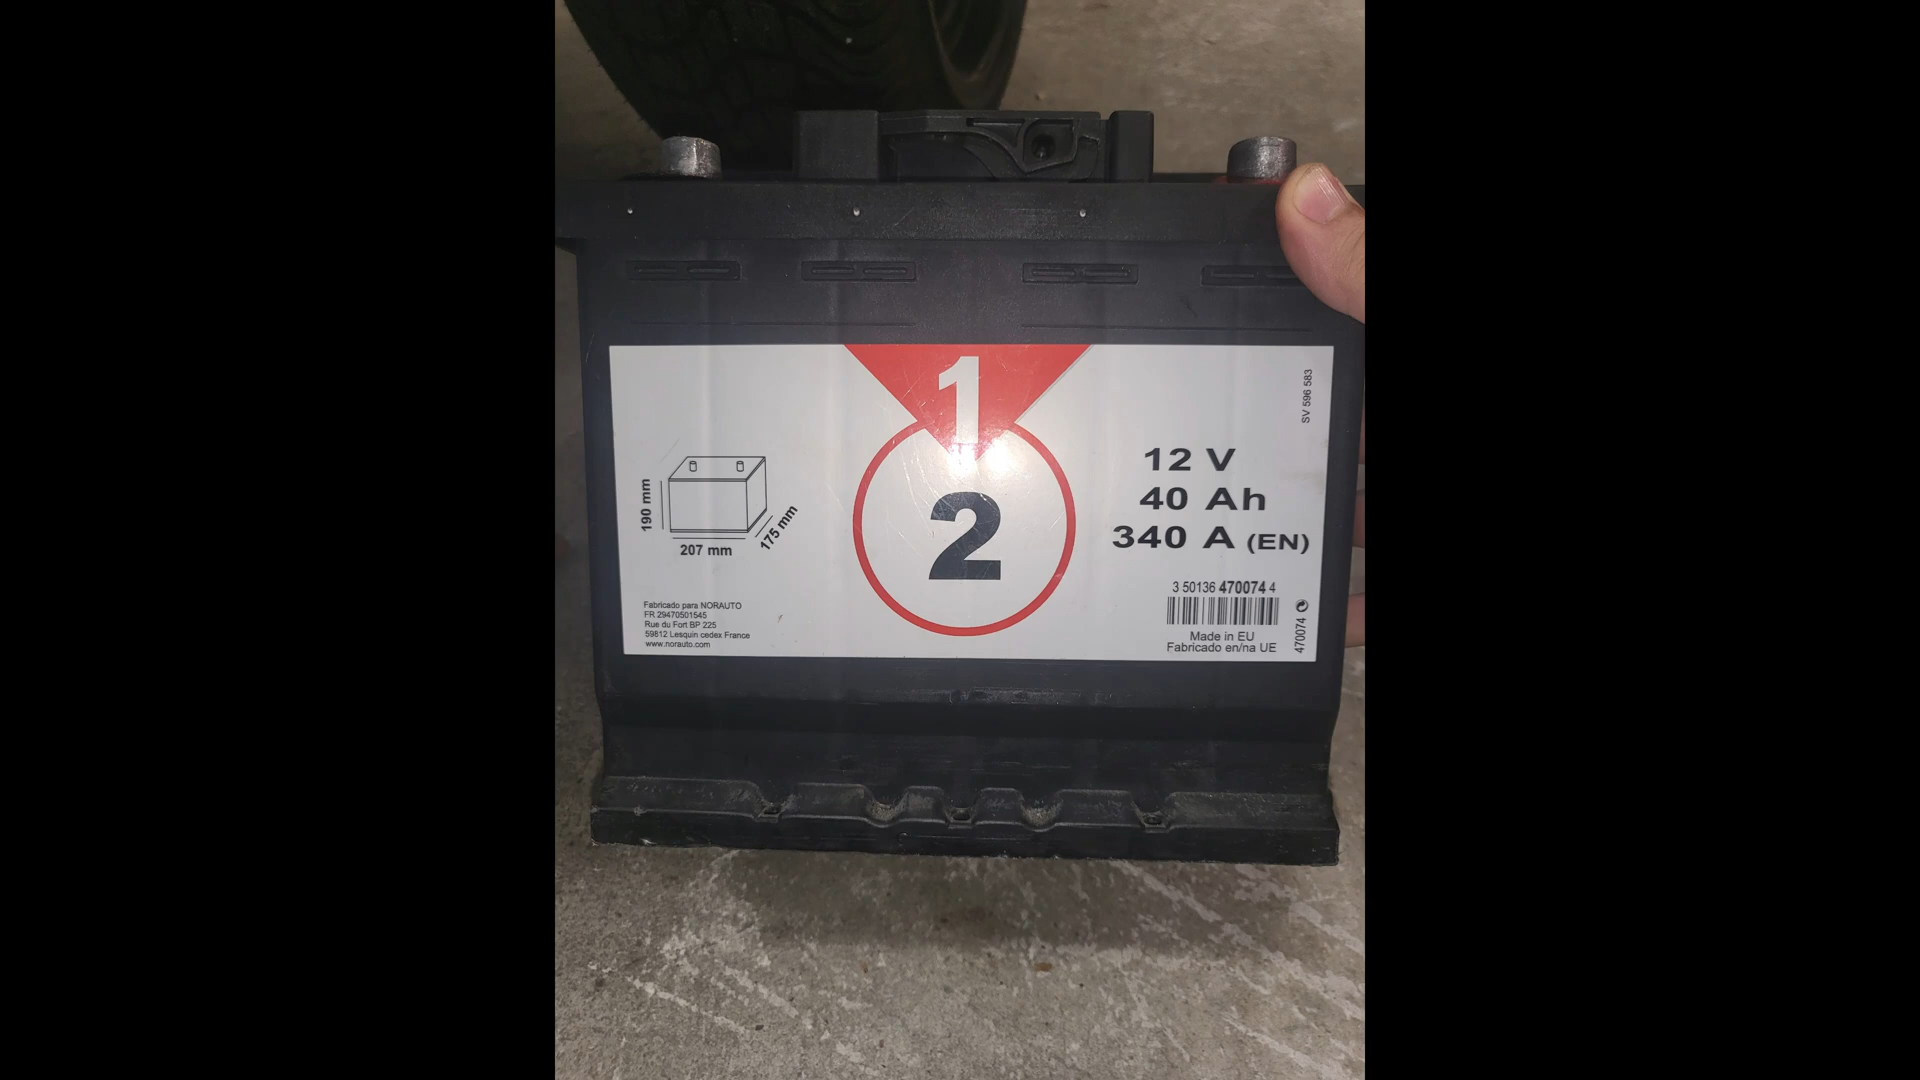 1
2
SV 596 583
190 mm
207 mm
175 mm
12 V
40 Ah
340 A (EN)
3 50136 470074 4
Made in EU
Fabricado en/na UE
470074
Fabricado para NORAUTO
FR 29470501545
Rue du Fort BP 225
59812 Lesquin cedex France
www.norauto.com